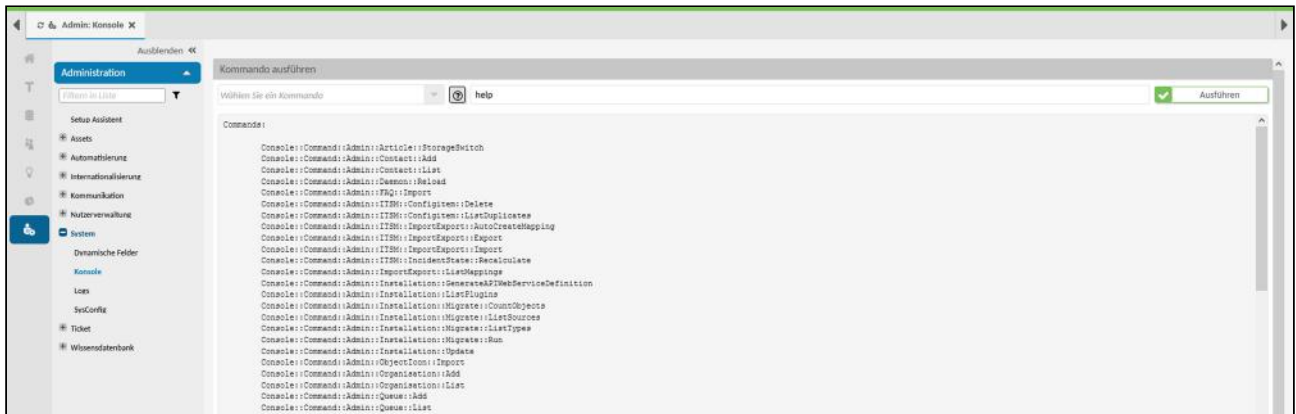 Admin: Konsole
Ausblenden
Administration
Filtern in Liste
Setup Assistent
Assets
Automatisierung
Internationalisierung
Kommunikation
Nutzerverwaltung
System
Dynamische Felder
Konsole
Logs
SysConfig
Ticket
Wissensdatenbank
Kommando ausführen
Wählen Sie ein Kommando
help
Ausführen
Commands:
Console::Command::Admin::Article::StorageSwitch
Console::Command::Admin::Contact::Add
Console::Command::Admin::Contact::List
Console::Command::Admin::Daemon::Reload
Console::Command::Admin::FAQ::Import
Console::Command::Admin::ITSM::Configitem::Delete
Console::Command::Admin::ITSM::Configitem::ListDuplicates
Console::Command::Admin::ITSM::ImportExport::AutoCreateMapping
Console::Command::Admin::ITSM::ImportExport::Export
Console::Command::Admin::ITSM::ImportExport::Import
Console::Command::Admin::ITSM::IncidentState::Recalculate
Console::Command::Admin::ImportExport::ListMappings
Console::Command::Admin::Installation::GenerateAPIWebServiceDefinition
Console::Command::Admin::Installation::ListPlugins
Console::Command::Admin::Installation::Migrate::CountObjects
Console::Command::Admin::Installation::Migrate::ListSources
Console::Command::Admin::Installation::Migrate::ListTypes
Console::Command::Admin::Installation::Migrate::Run
Console::Command::Admin::Installation::Update
Console::Command::Admin::ObjectIcon::Import
Console::Command::Admin::Organisation::Add
Console::Command::Admin::Organisation::List
Console::Command::Admin::Queue::Add
Console::Command::Admin::Queue::List